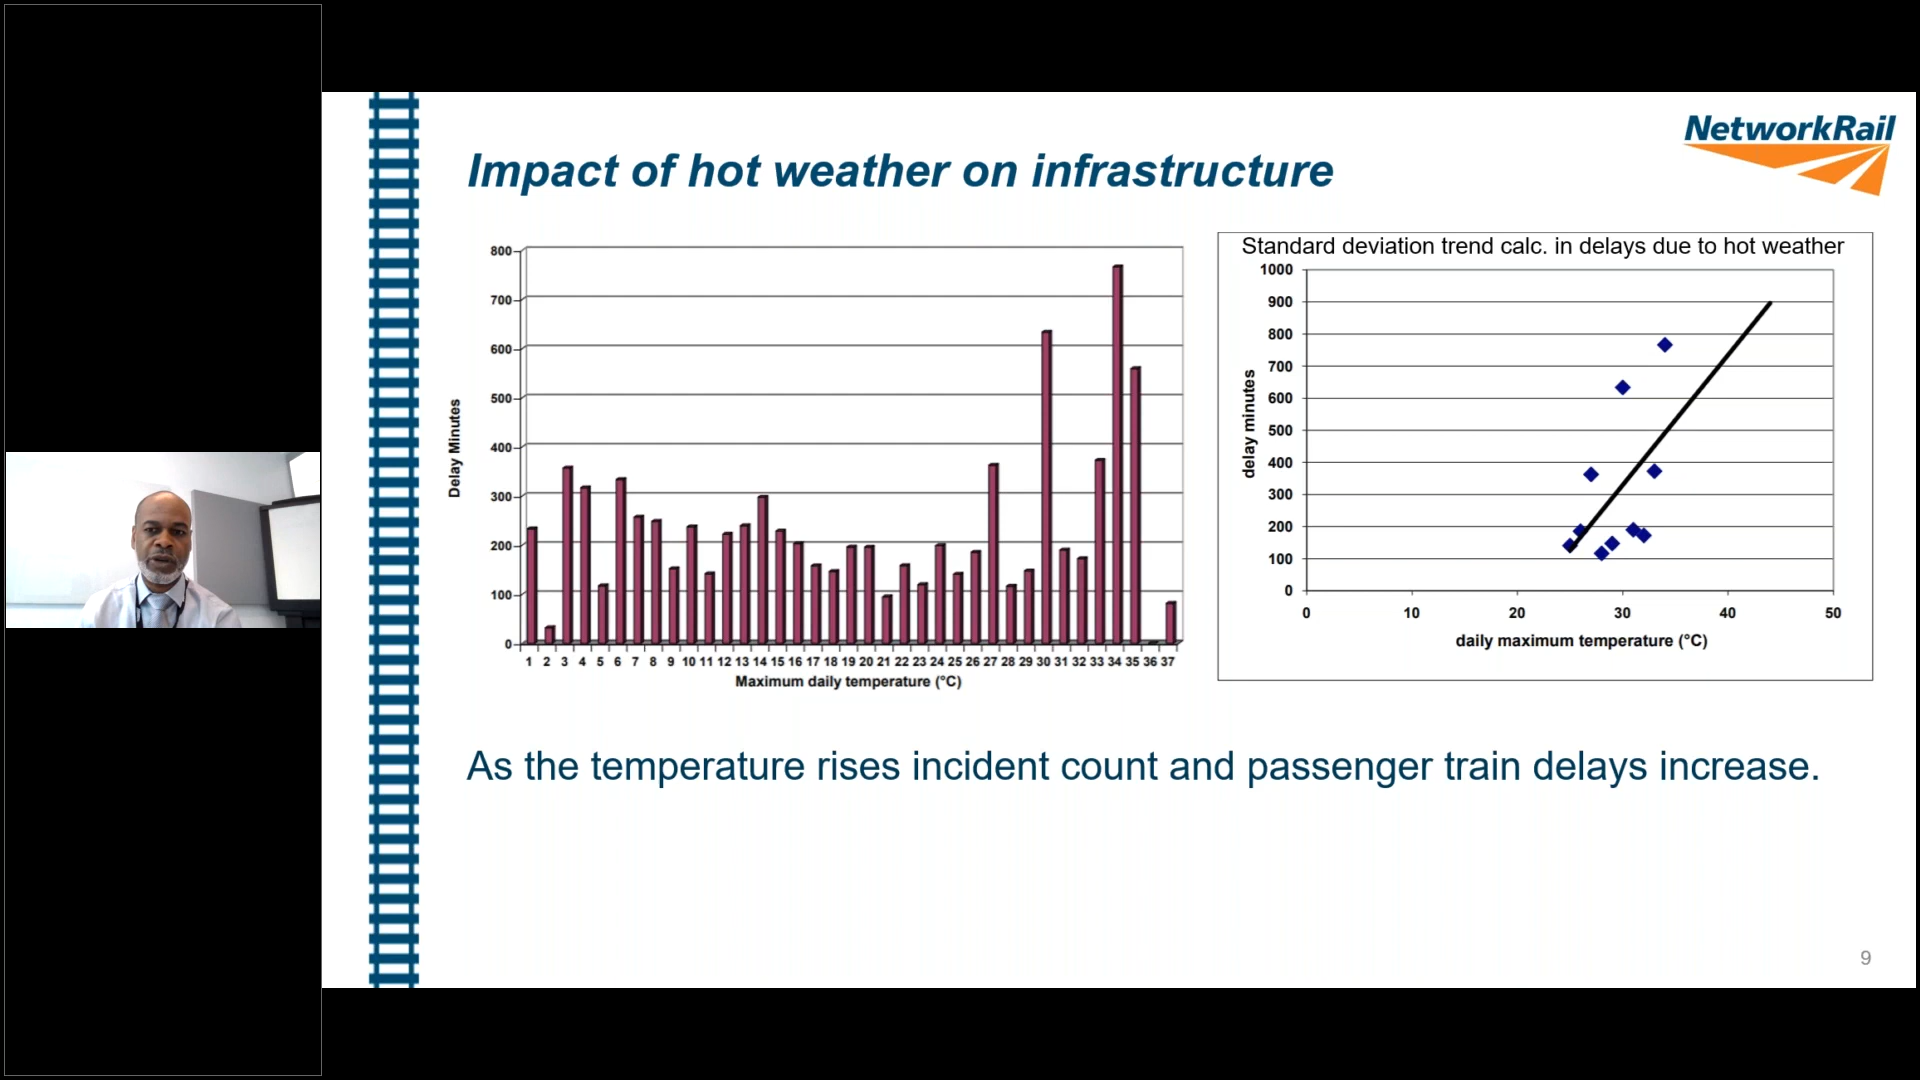 NetworkRail
Impact of hot weather on infrastructure
800
700
600
500
400
300
200
100
0
Delay Minutes
1 2 3 4 5 6 7 8 9 10 11 12 13 14 15 16 17 18 19 20 21 22 23 24 25 26 27 28 29 30 31 32 33 34 35 36 37
Maximum daily temperature (°C)
Standard deviation trend calc. in delays due to hot weather
1000
900
800
700
600
500
400
300
200
100
0
delay minutes
0 10 20 30 40 50
daily maximum temperature (°C)
As the temperature rises incident count and passenger train delays increase.
9